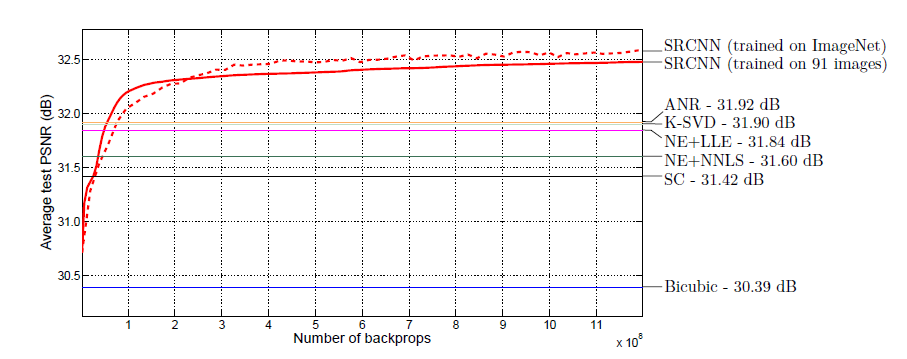 Average test PSNR (dB)
32.5
32.0
31.5
31.0
30.5
1 2 3 4 5 6 7 8 9 10 11
Number of backprops
x 10^8
SRCNN (trained on ImageNet)
SRCNN (trained on 91 images)
ANR - 31.92 dB
K-SVD - 31.90 dB
NE+LLE - 31.84 dB
NE+NNLS - 31.60 dB
SC - 31.42 dB
Bicubic - 30.39 dB